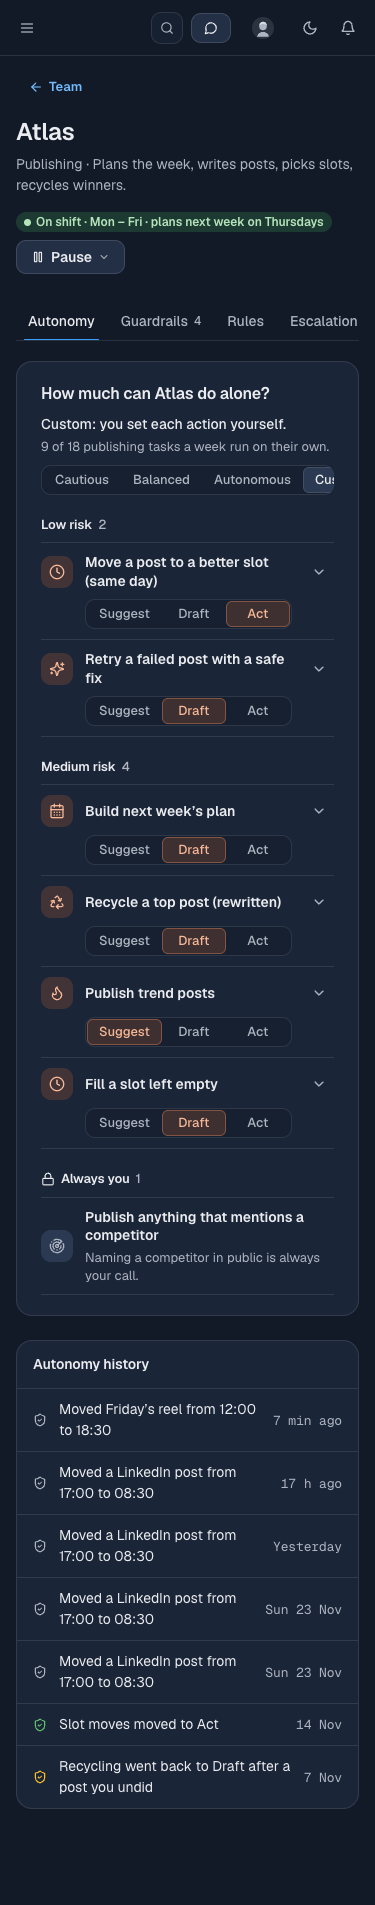 Team
Atlas
Publishing · Plans the week, writes posts, picks slots,
recycles winners.
On shift · Mon – Fri · plans next week on Thursdays
Pause
Autonomy
Guardrails 4
Rules
Escalation
How much can Atlas do alone?
Custom: you set each action yourself.
9 of 18 publishing tasks a week run on their own.
Cautious
Balanced
Autonomous
Cus
Low risk 2
Move a post to a better slot
(same day)
Suggest
Draft
Act
Retry a failed post with a safe
fix
Suggest
Draft
Act
Medium risk 4
Build next week's plan
Suggest
Draft
Act
Recycle a top post (rewritten)
Suggest
Draft
Act
Publish trend posts
Suggest
Draft
Act
Fill a slot left empty
Suggest
Draft
Act
Always you 1
Publish anything that mentions a
competitor
Naming a competitor in public is always
your call.
Autonomy history
Moved Friday's reel from 12:00
to 18:30
7 min ago
Moved a LinkedIn post from
17:00 to 08:30
17 h ago
Moved a LinkedIn post from
17:00 to 08:30
Yesterday
Moved a LinkedIn post from
17:00 to 08:30
Sun 23 Nov
Moved a LinkedIn post from
17:00 to 08:30
Sun 23 Nov
Slot moves moved to Act
14 Nov
Recycling went back to Draft after a
post you undid
7 Nov